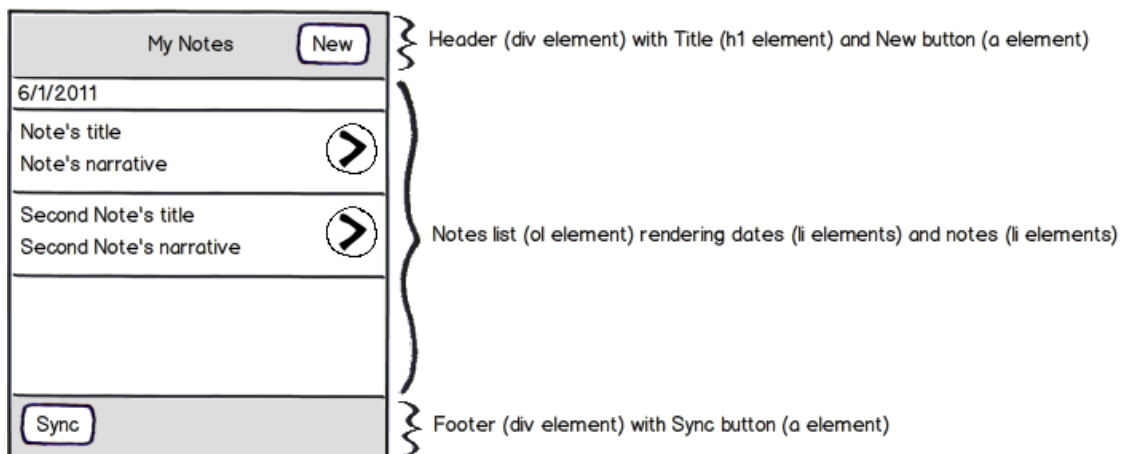 My Notes
New
Header (div element) with Title (h1 element) and New button (a element)
6/1/2011
Note's title
Note's narrative
Second Note's title
Second Note's narrative
Notes list (ol element) rendering dates (li elements) and notes (li elements)
Sync
Footer (div element) with Sync button (a element)